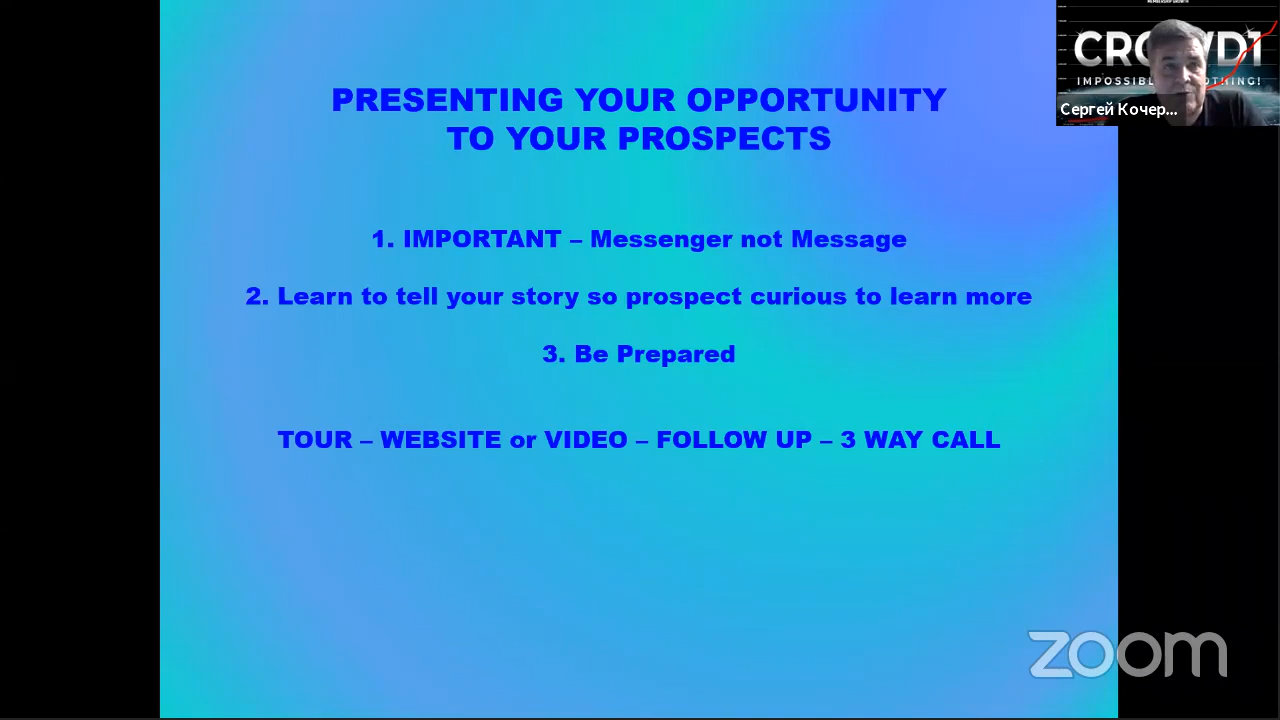 MEMBERSHIP GROWTH
PRESENTING YOUR OPPORTUNITY
TO YOUR PROSPECTS
1. IMPORTANT – Messenger not Message
2. Learn to tell your story so prospect curious to learn more
3. Be Prepared
TOUR – WEBSITE or VIDEO – FOLLOW UP – 3 WAY CALL
Сергей Кочер...
zoom